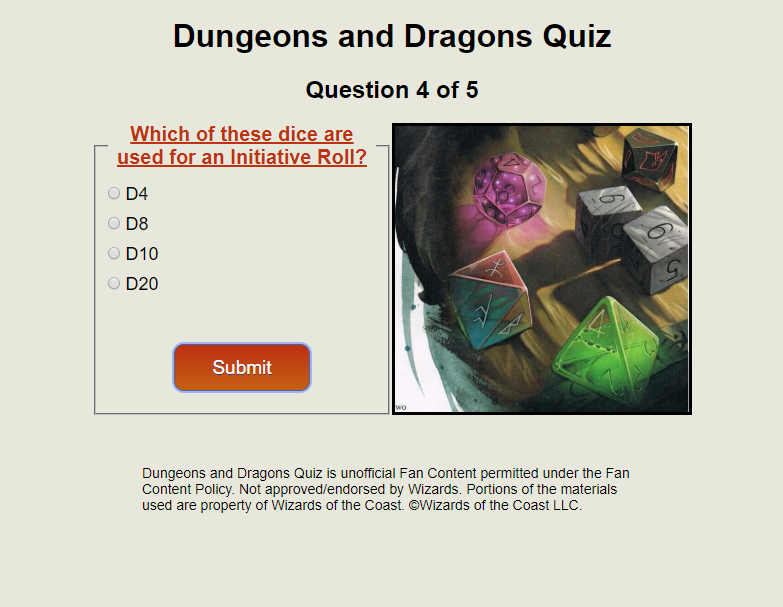 Dungeons and Dragons Quiz
Question 4 of 5
Which of these dice are
used for an Initiative Roll?
D4
D8
D10
D20
Submit
Dungeons and Dragons Quiz is unofficial Fan Content permitted under the Fan
Content Policy. Not approved/endorsed by Wizards. Portions of the materials
used are property of Wizards of the Coast. ©Wizards of the Coast LLC.